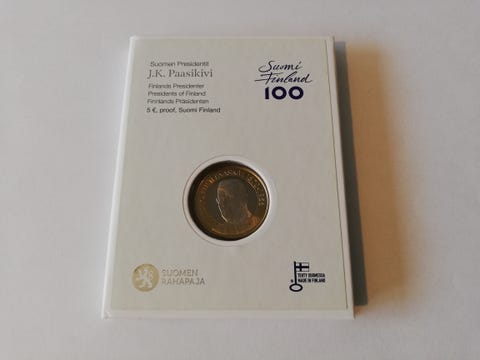 Suomen Presidentit
J.K. Paasikivi
Finlands Presidenter
Presidents of Finland
Finnlands Präsidenten
5 €, proof, Suomi Finland
Suomi
Finland
100
SUOMEN
RAHAPAJA
TEHTY SUOMESSA
MADE IN FINLAND